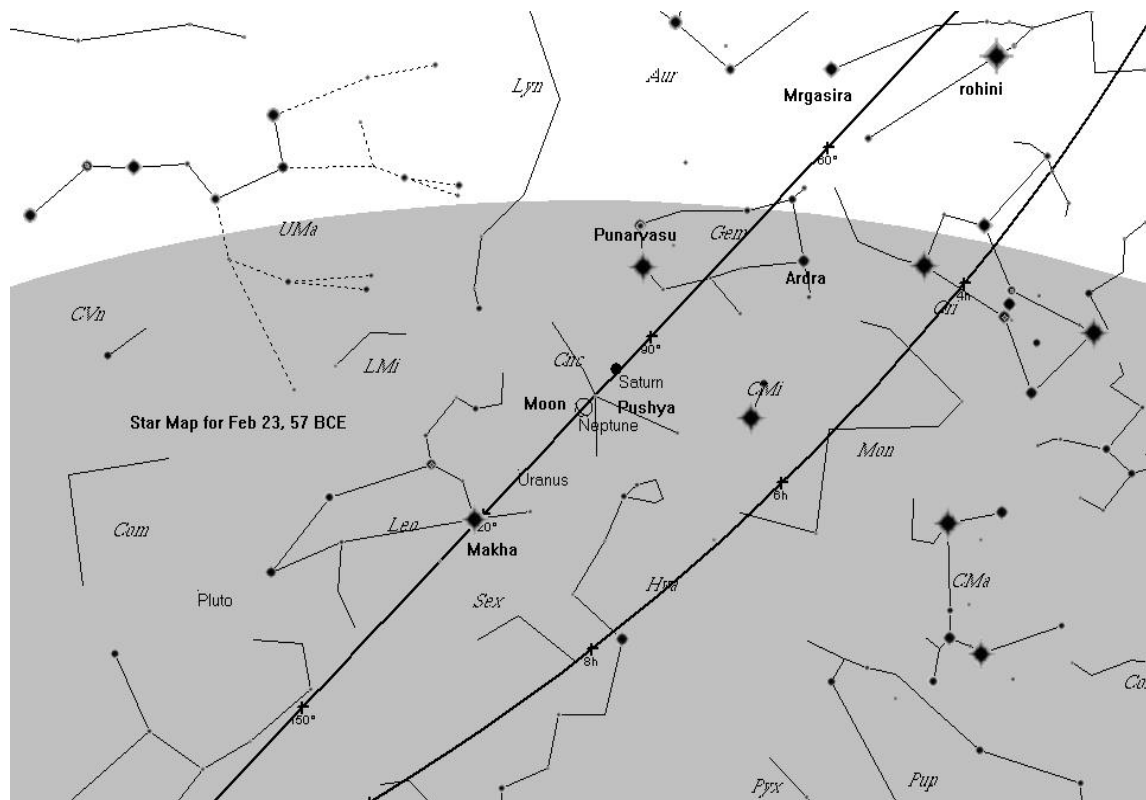 Lyn
Aur
Mrgasira
rohini
60°
UMa
Punarvasu
Gem
Ardra
CVn
4h
Ori
LMi
90°
Cnc
Saturn
CMi
Moon
Pushya
Neptune
Star Map for Feb 23, 57 BCE
Mon
Uranus
6h
Com
Leo
20°
Makha
CMa
Hya
Pluto
Sex
8h
Co
150°
Pyx
Pup